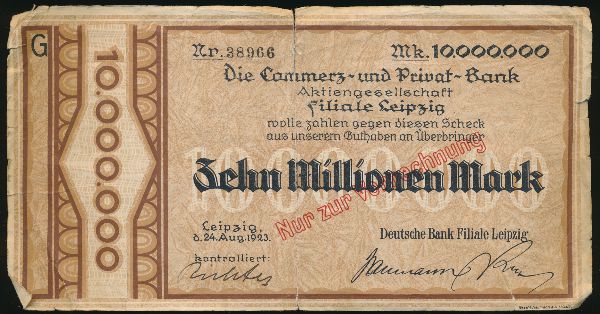 G
10.000.000
Nr. 38966 Mk. 10000.000
Die Commerz- und Privat-Bank
Aktiengesellschaft
Filiale Leipzig
wolle zahlen gegen diesen Scheck
aus unserem Guthaben an Überbringer
10000000
Zehn Millionen Mark
Nur zur Verrechnung
Leipzig,
d. 24. Aug. 1923.
Deutsche Bank Filiale Leipzig
kontrolliert: